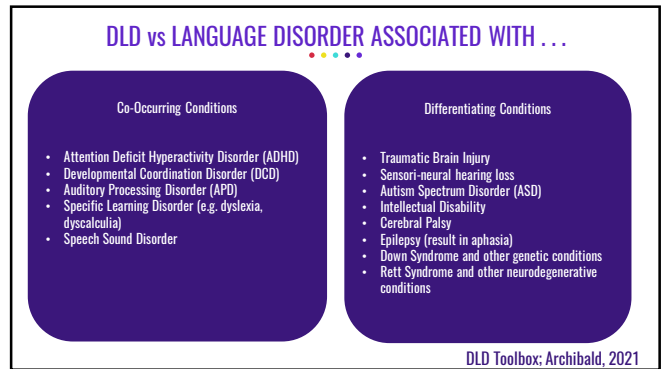 DLD vs LANGUAGE DISORDER ASSOCIATED WITH . . .
Co-Occurring Conditions
• Attention Deficit Hyperactivity Disorder (ADHD)
• Developmental Coordination Disorder (DCD)
• Auditory Processing Disorder (APD)
• Specific Learning Disorder (e.g. dyslexia,
dyscalculia)
• Speech Sound Disorder
Differentiating Conditions
• Traumatic Brain Injury
• Sensori-neural hearing loss
• Autism Spectrum Disorder (ASD)
• Intellectual Disability
• Cerebral Palsy
• Epilepsy (result in aphasia)
• Down Syndrome and other genetic conditions
• Rett Syndrome and other neurodegenerative
conditions
DLD Toolbox; Archibald, 2021